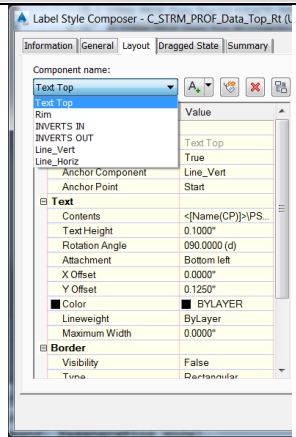 Label Style Composer - C_STRM_PROF_Data_Top_Rt (U
Information General Layout Dragged State Summary
Component name:
Text Top
Text Top
Rim
INVERTS IN
INVERTS OUT
Line_Vert
Line_Horiz
Value
Text Top
True
Anchor Component Line_Vert
Anchor Point Start
Text
Contents <[Name(CP)]>\PS...
Text Height 0.1000"
Rotation Angle 090.0000 (d)
Attachment Bottom left
X Offset 0.0000"
Y Offset 0.1250"
Color BYLAYER
Lineweight ByLayer
Maximum Width 0.0000"
Border
Visibility False
Type Rectangular